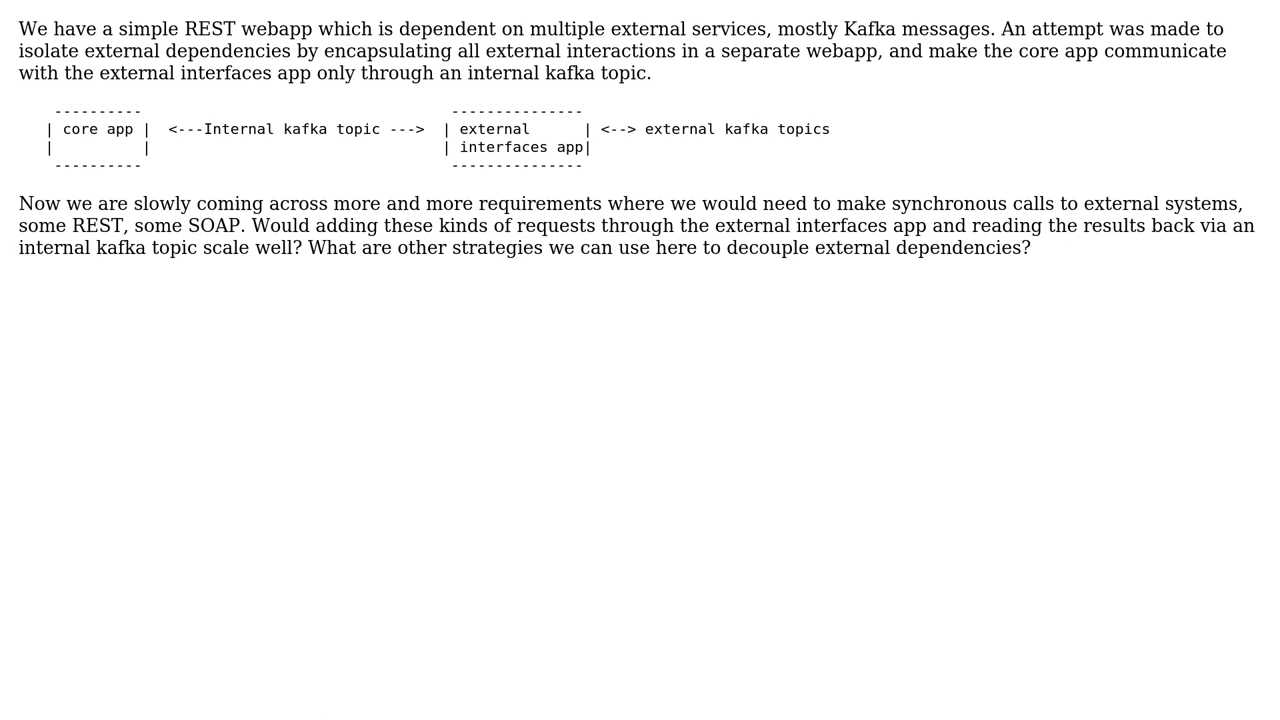 We have a simple REST webapp which is dependent on multiple external services, mostly Kafka messages. An attempt was made to
isolate external dependencies by encapsulating all external interactions in a separate webapp, and make the core app communicate
with the external interfaces app only through an internal kafka topic.
 ----------                                   ---------------
| core app |  <---Internal kafka topic --->  | external      | <--> external kafka topics
|          |                                 | interfaces app|
 ----------                                   ---------------
Now we are slowly coming across more and more requirements where we would need to make synchronous calls to external systems,
some REST, some SOAP. Would adding these kinds of requests through the external interfaces app and reading the results back via an
internal kafka topic scale well? What are other strategies we can use here to decouple external dependencies?